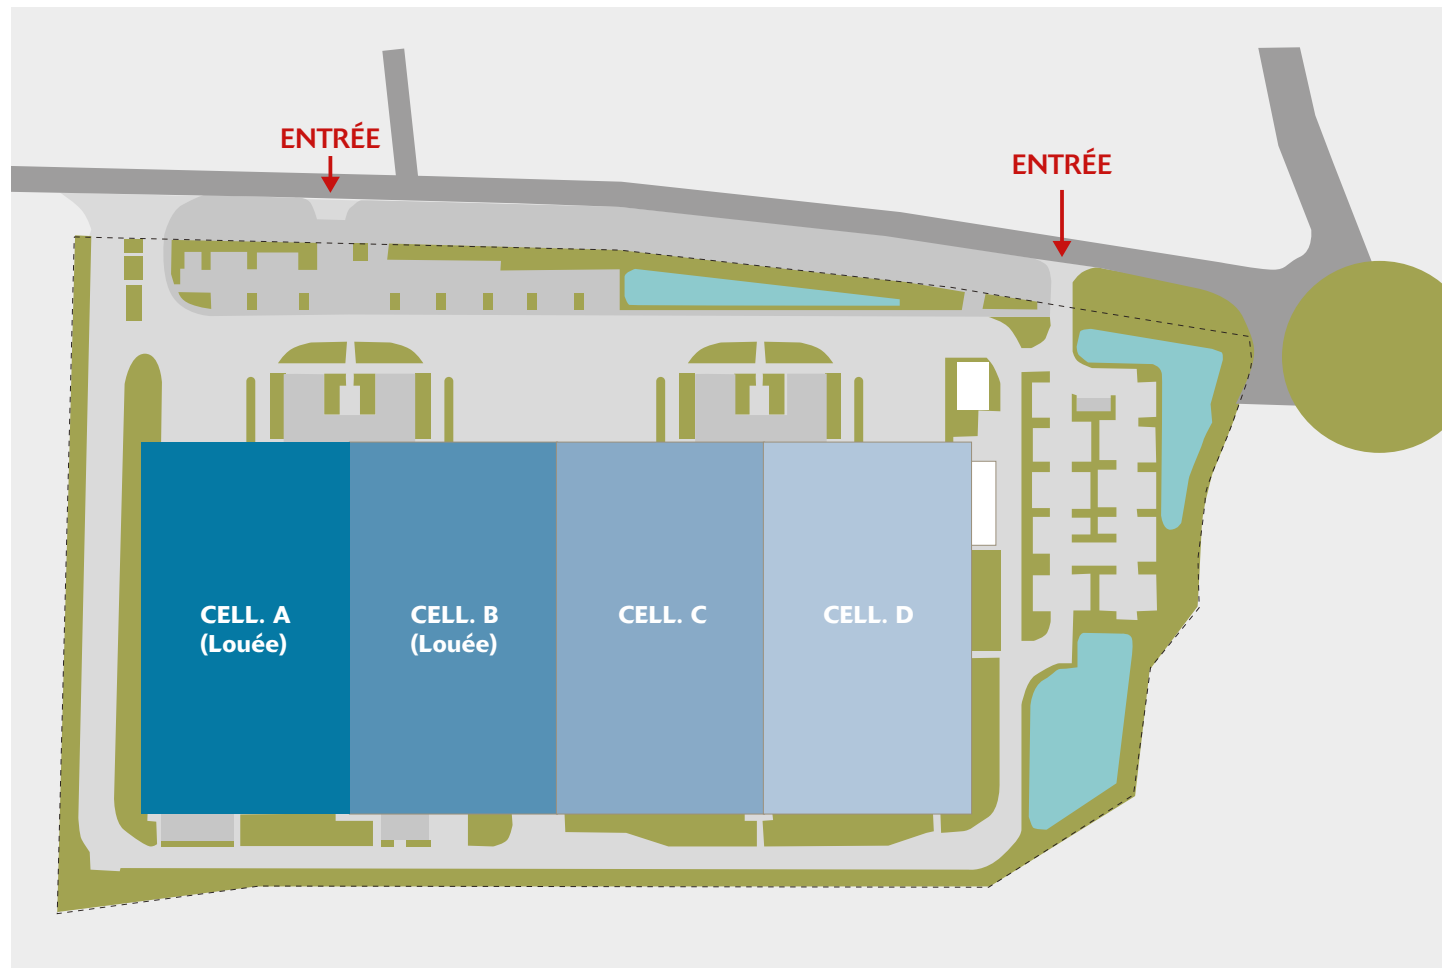 ENTRÉE
ENTRÉE
CELL. A
(Louée)
CELL. B
(Louée)
CELL. C
CELL. D